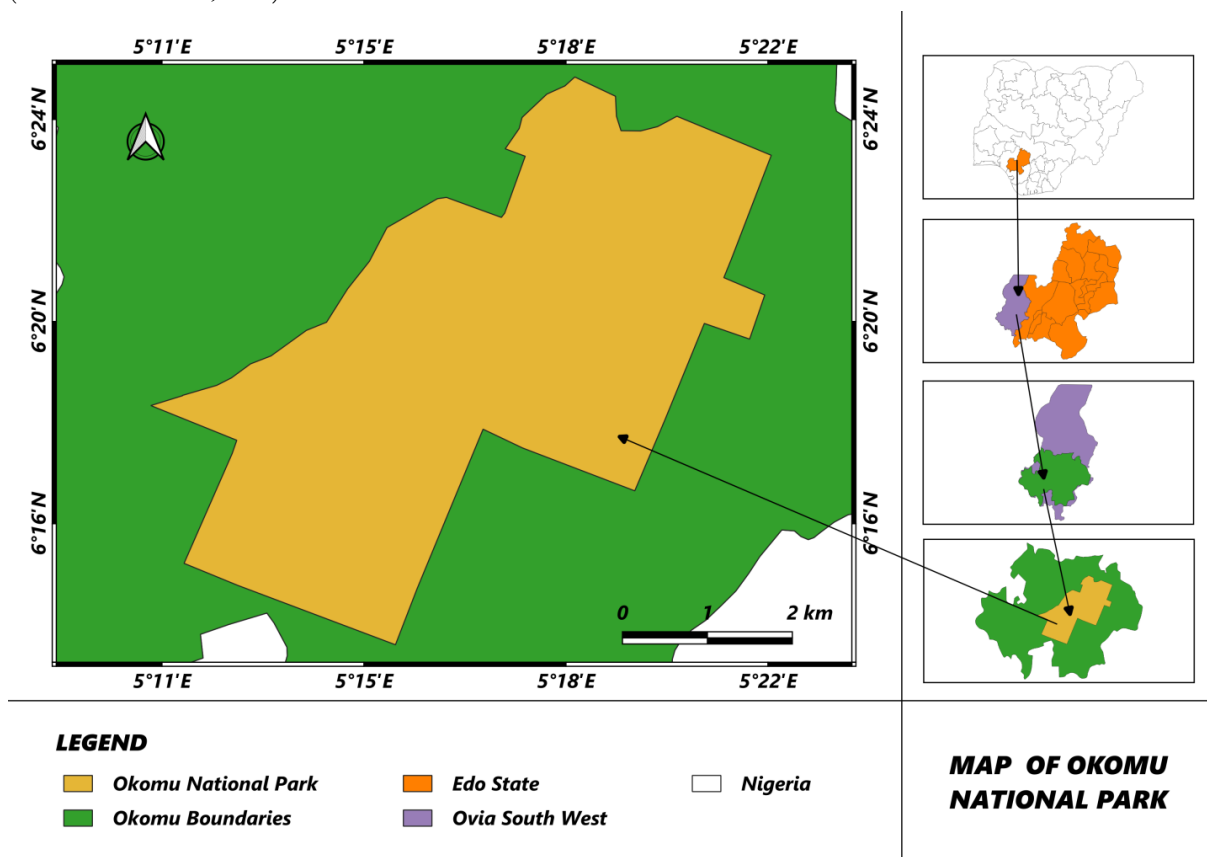 5°11'E 5°15'E 5°18'E 5°22'E
6°24'N 6°24'N
6°20'N 6°20'N
6°16'N 6°16'N
0 1 2 km
5°11'E 5°15'E 5°18'E 5°22'E
LEGEND
Okomu National Park Edo State Nigeria
Okomu Boundaries Ovia South West
MAP OF OKOMU
NATIONAL PARK